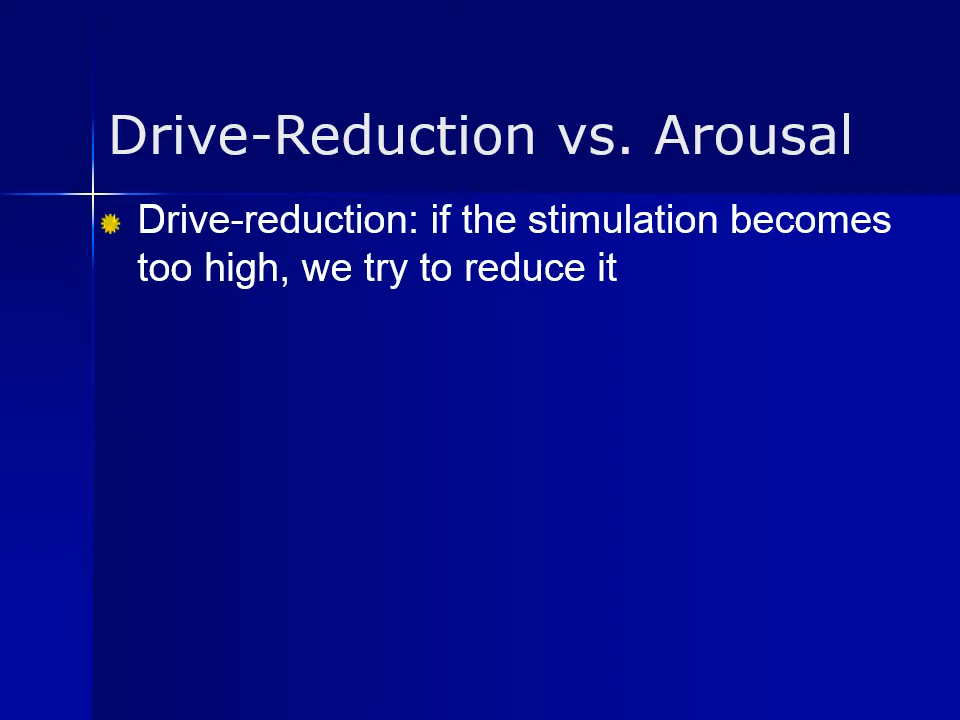 Drive-Reduction vs. Arousal
Drive-reduction: if the stimulation becomes
too high, we try to reduce it